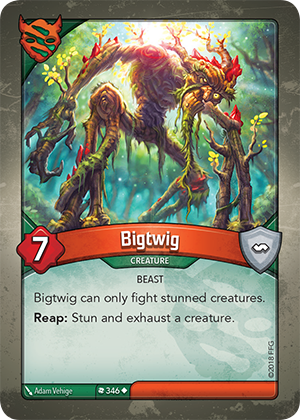 7
Bigtwig
CREATURE
BEAST
Bigtwig can only fight stunned creatures.
Reap: Stun and exhaust a creature.
Adam Vehige
346
©2018 FFG